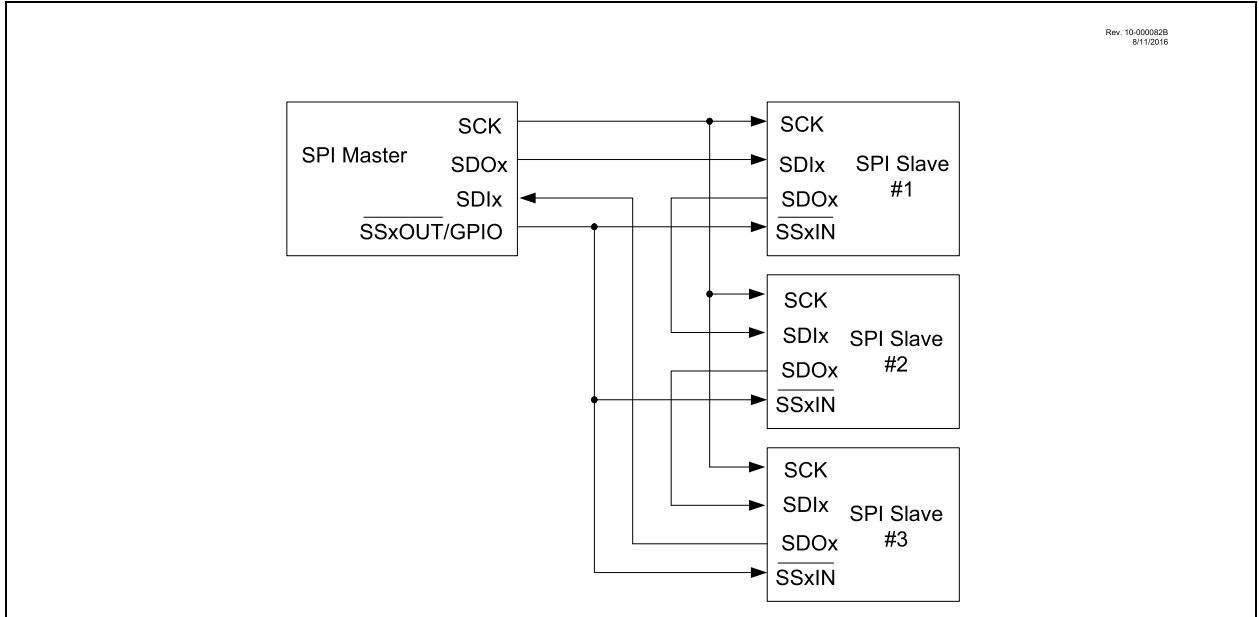 Rev. 10-000082B
8/11/2016
SPI Master
SCK
SDOx
SDIx
SSxOUT/GPIO
SCK
SDIx
SDOx
SSxIN
SPI Slave
#1
SCK
SDIx
SDOx
SSxIN
SPI Slave
#2
SCK
SDIx
SDOx
SSxIN
SPI Slave
#3